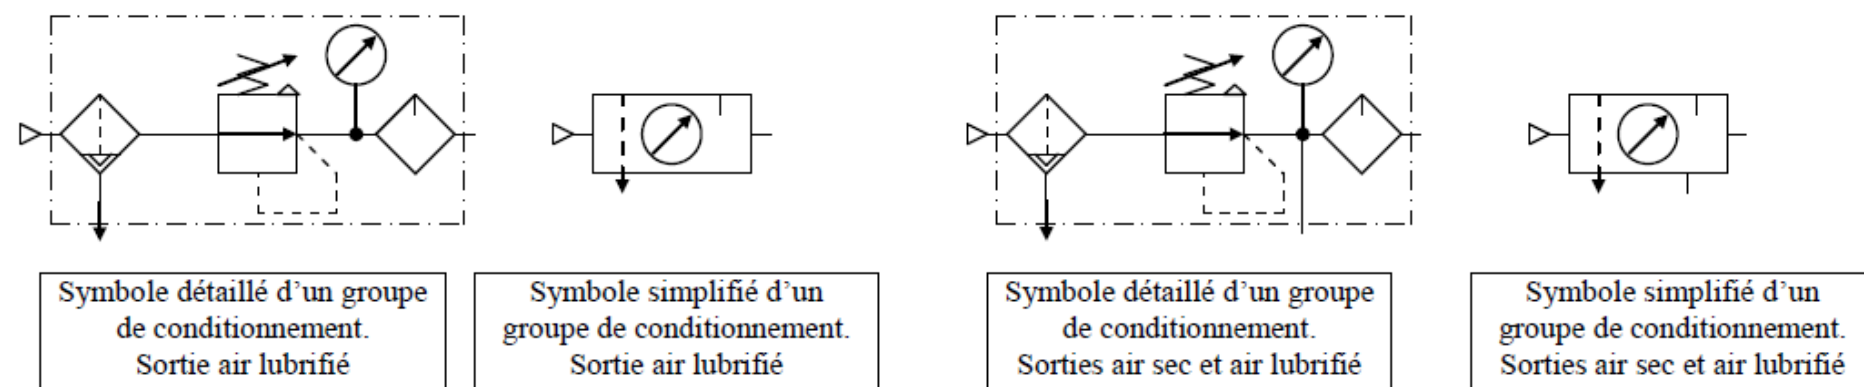 Symbole détaillé d’un groupe
de conditionnement.
Sortie air lubrifié
Symbole simplifié d’un
groupe de conditionnement.
Sortie air lubrifié
Symbole détaillé d’un groupe
de conditionnement.
Sorties air sec et air lubrifié
Symbole simplifié d’un
groupe de conditionnement.
Sorties air sec et air lubrifié